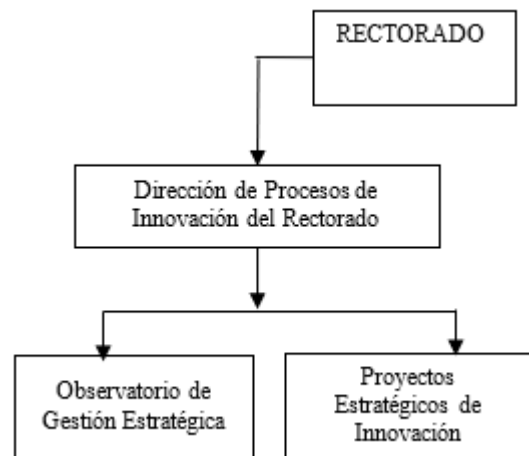 RECTORADO
Dirección de Procesos de
Innovación del Rectorado
Observatorio de
Gestión Estratégica
Proyectos
Estratégicos de
Innovación